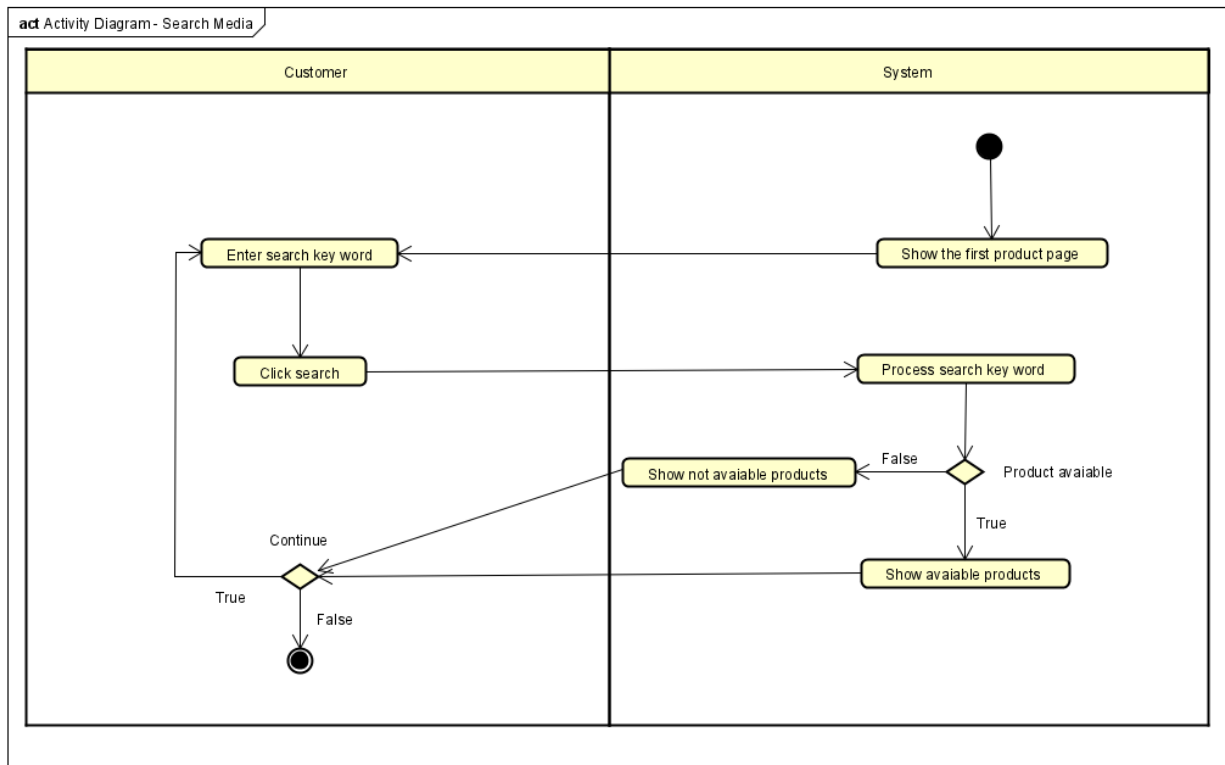 act Activity Diagram - Search Media
Customer
System
Enter search key word
Show the first product page
Click search
Process search key word
False
Show not avaiable products
Product avaiable
True
Continue
Show avaiable products
True
False